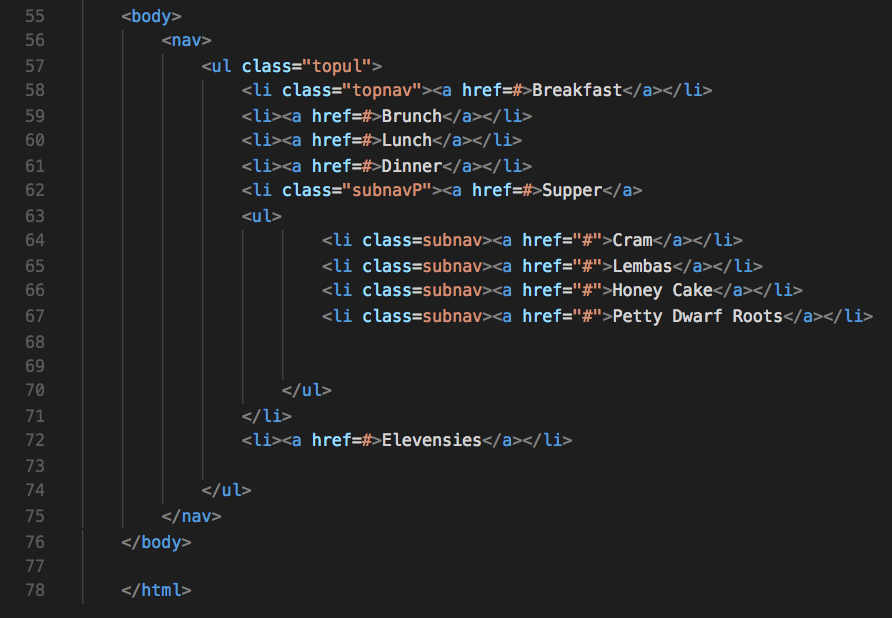 55 <body>
56 <nav>
57 <ul class="topul">
58 <li class="topnav"><a href=#>Breakfast</a></li>
59 <li><a href=#>Brunch</a></li>
60 <li><a href=#>Lunch</a></li>
61 <li><a href=#>Dinner</a></li>
62 <li class="subnavP"><a href=#>Supper</a>
63 <ul>
64 <li class=subnav><a href="#">Cram</a></li>
65 <li class=subnav><a href="#">Lembas</a></li>
66 <li class=subnav><a href="#">Honey Cake</a></li>
67 <li class=subnav><a href="#">Petty Dwarf Roots</a></li>
68
69
70 </ul>
71 </li>
72 <li><a href=#>Elevensies</a></li>
73
74 </ul>
75 </nav>
76 </body>
77
78 </html>